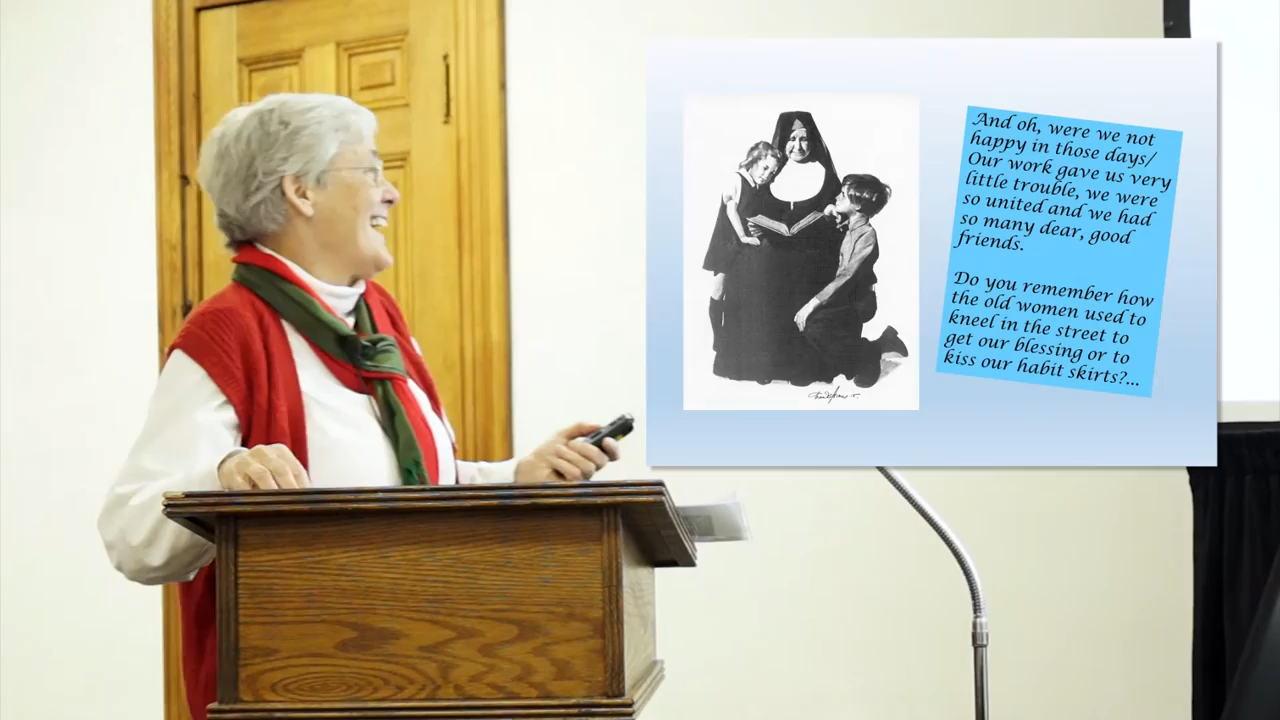 And oh, were we not
happy in those days/
Our work gave us very
little trouble, we were
so united and we had
so many dear, good
friends.
Do you remember how
the old women used to
kneel in the street to
get our blessing or to
kiss our habit skirts?...